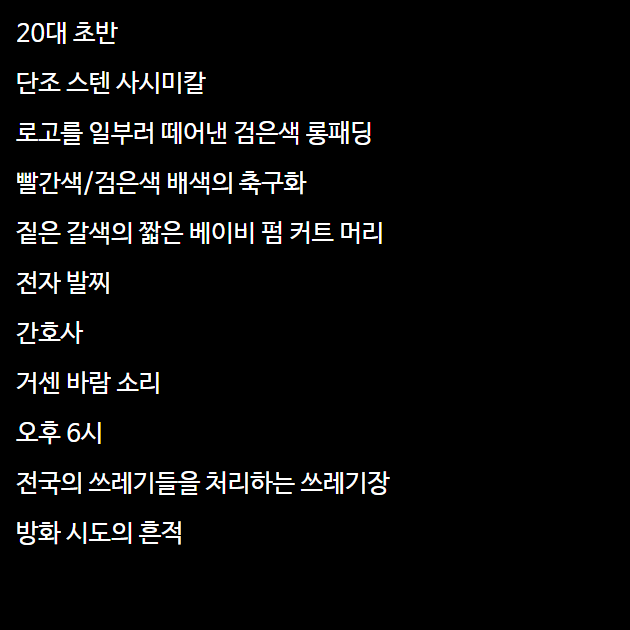 20대 초반
단조 스텐 사시미칼
로고를 일부러 떼어낸 검은색 롱패딩
빨간색/검은색 배색의 축구화
짙은 갈색의 짧은 베이비 펌 커트 머리
전자 발찌
간호사
거센 바람 소리
오후 6시
전국의 쓰레기들을 처리하는 쓰레기장
방화 시도의 흔적